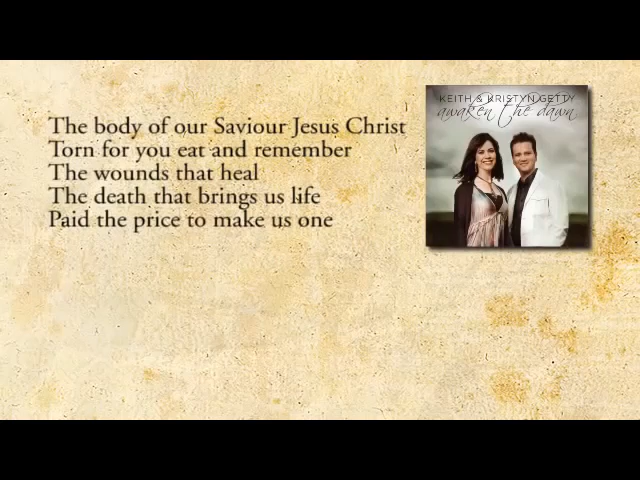 The body of our Saviour Jesus Christ
Torn for you eat and remember
The wounds that heal
The death that brings us life
Paid the price to make us one
KEITH & KRISTYN GETTY
awaken the dawn